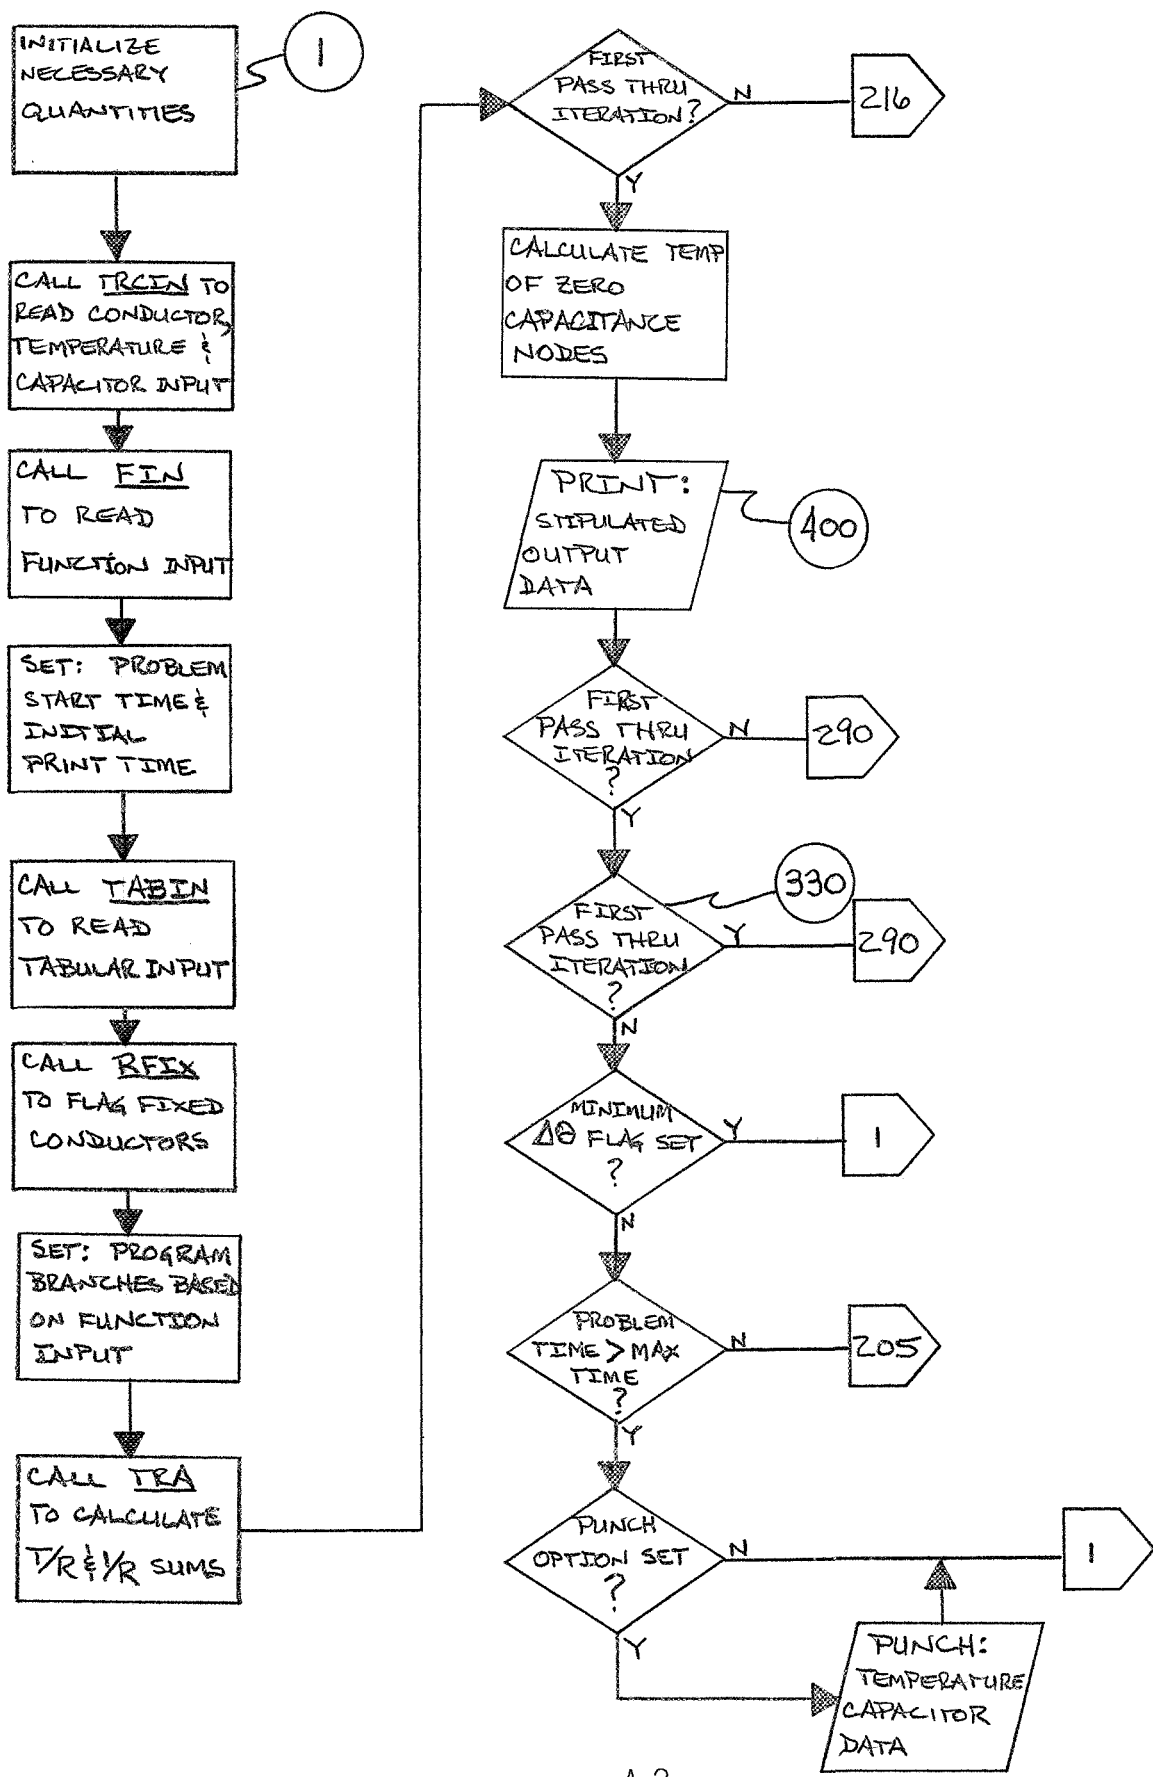 INITIALIZE
NECESSARY
QUANTITIES
1
CALL TRCIN TO
READ CONDUCTOR,
TEMPERATURE &
CAPACITOR INPUT
CALL FIN
TO READ
FUNCTION INPUT
SET: PROBLEM
START TIME &
INITIAL
PRINT TIME
CALL TABIN
TO READ
TABULAR INPUT
CALL RFIX
TO FLAG FIXED
CONDUCTORS
SET: PROGRAM
BRANCHES BASED
ON FUNCTION
INPUT
CALL TRA
TO CALCULATE
T/R & 1/R SUMS
FIRST
PASS THRU
ITERATION?
N
216
Y
CALCULATE TEMP
OF ZERO
CAPACITANCE
NODES
PRINT:
STIPULATED
OUTPUT
DATA
400
FIRST
PASS THRU
ITERATION
?
N
290
Y
330
FIRST
PASS THRU
ITERATION
?
Y
290
N
MINIMUM
ΔΘ FLAG SET
?
Y
1
N
PROBLEM
TIME > MAX
TIME
?
N
205
Y
PUNCH
OPTION SET
?
N
1
Y
PUNCH:
TEMPERATURE
CAPACITOR
DATA